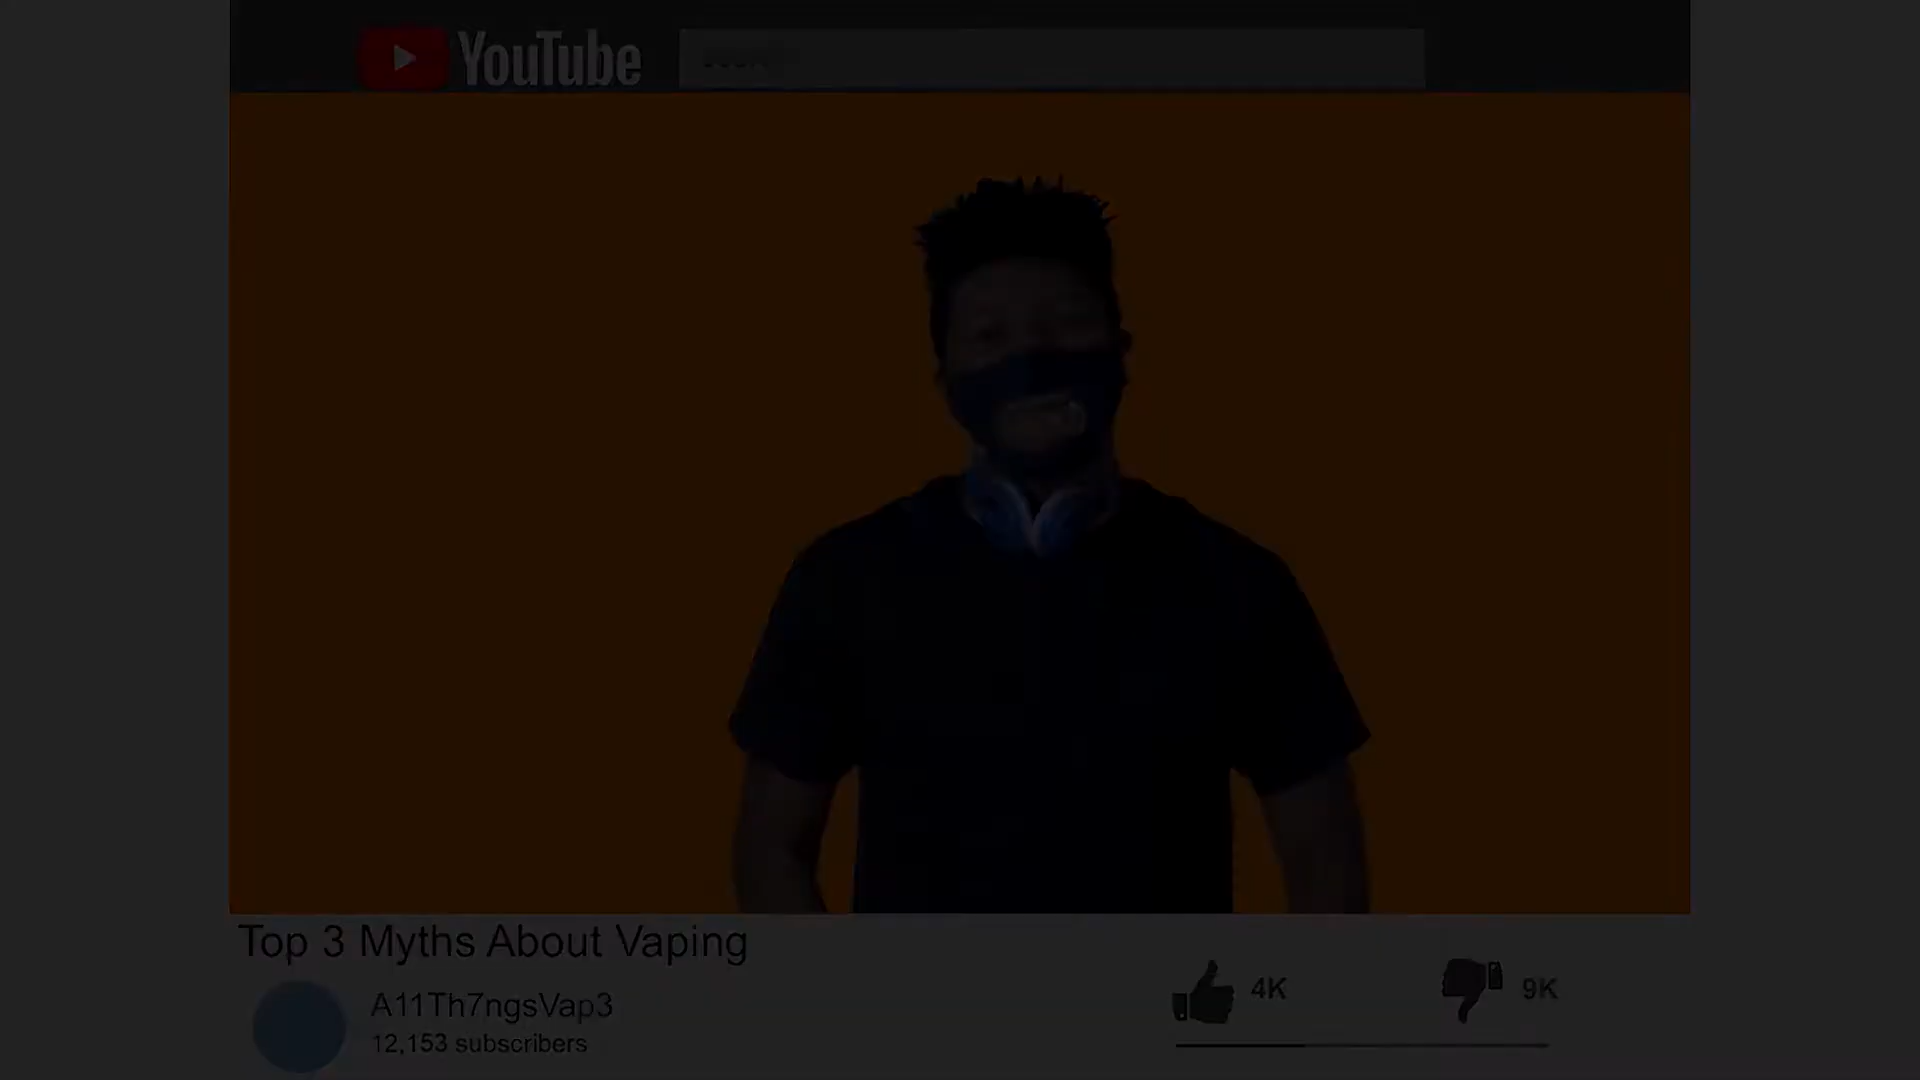 YouTube
Top 3 Myths About Vaping
A11Th7ngsVap3
12,153 subscribers
4K
9K